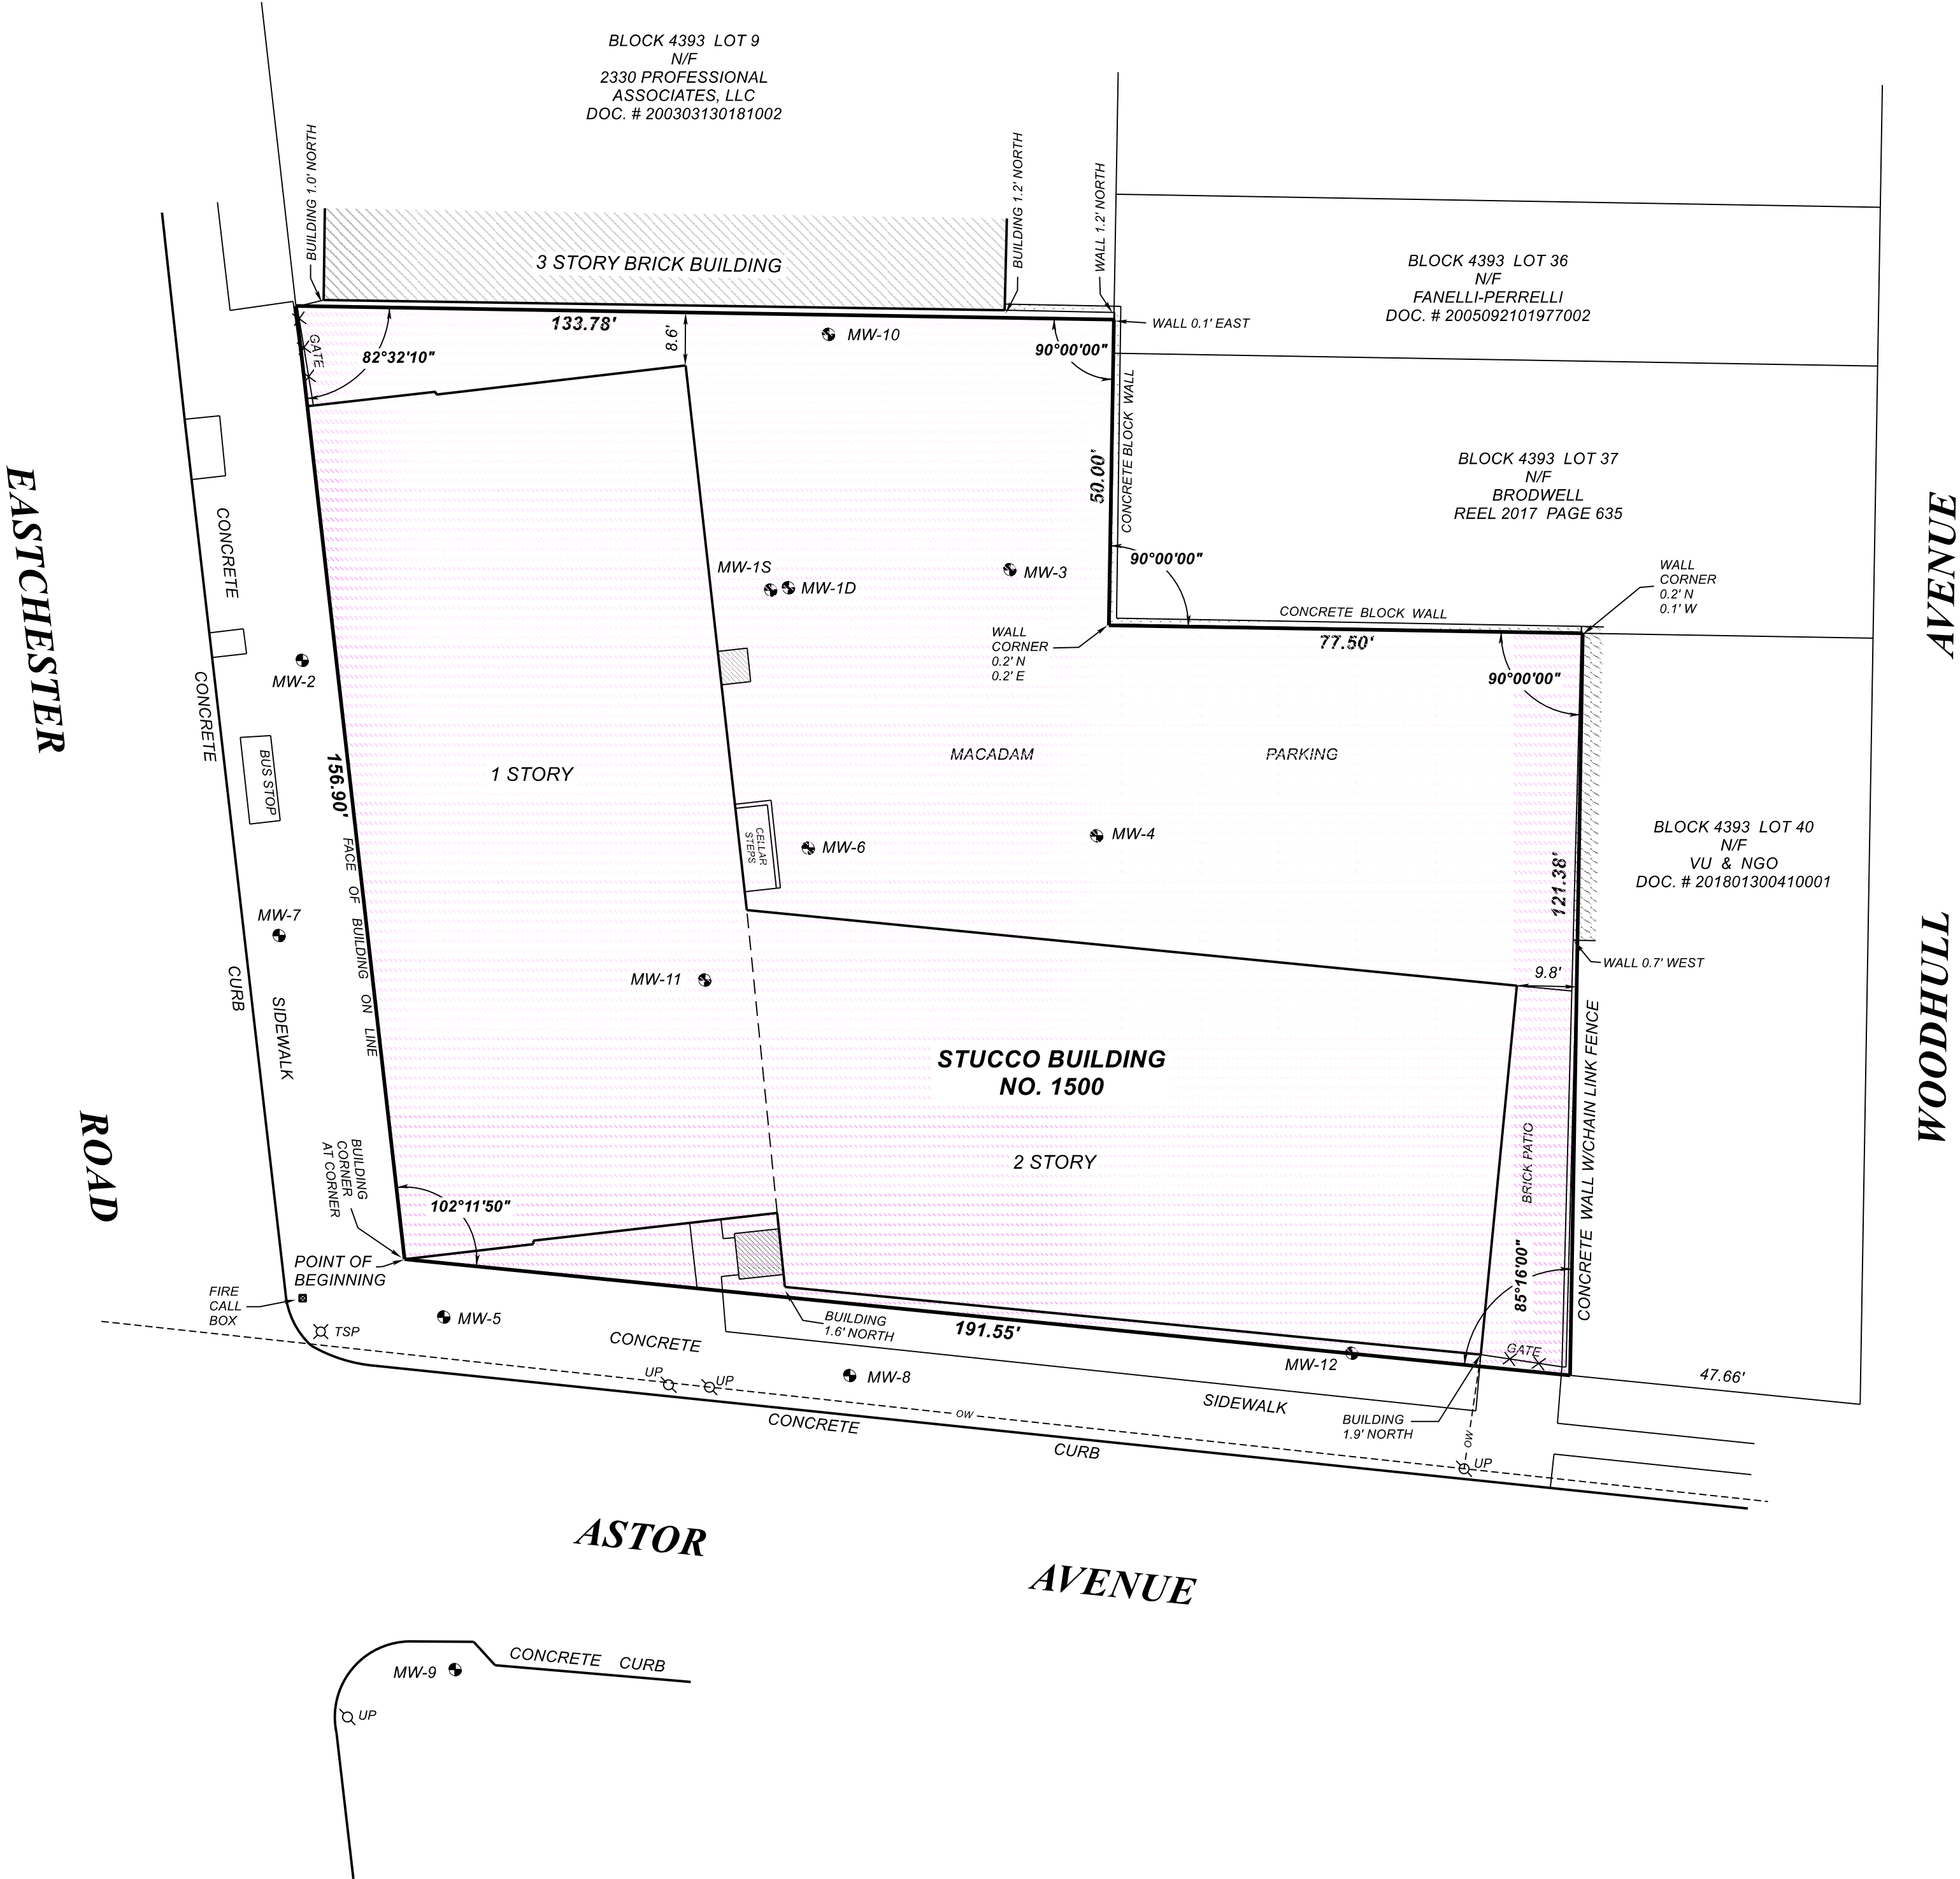 BLOCK 4393 LOT 9
N/F
2330 PROFESSIONAL
ASSOCIATES, LLC
DOC. # 200303130181002
BUILDING 1.0' NORTH
BUILDING 1.2' NORTH
WALL 1.2' NORTH
3 STORY BRICK BUILDING
BLOCK 4393 LOT 36
N/F
FANELLI-PERRELLI
DOC. # 2005092101977002
WALL 0.1' EAST
133.78'
8.6'
MW-10
GATE
82°32'10"
90°00'00"
CONCRETE BLOCK WALL
50.00'
BLOCK 4393 LOT 37
N/F
BRODWELL
REEL 2017 PAGE 635
EASTCHESTER
ROAD
CONCRETE
CONCRETE
MW-1S
MW-1D
MW-3
90°00'00"
WALL
CORNER
0.2' N
0.1' W
CONCRETE BLOCK WALL
WALL
CORNER
0.2' N
0.2' E
77.50'
90°00'00"
MW-2
BUS STOP
156.90'
1 STORY
MACADAM PARKING
CELLAR
STEPS
MW-6
MW-4
BLOCK 4393 LOT 40
N/F
VU & NGO
DOC. # 201801300410001
121.38'
FACE OF BUILDING ON LINE
MW-7
MW-11
CURB
SIDEWALK
WALL 0.7' WEST
9.8'
STUCCO BUILDING
NO. 1500
2 STORY
BRICK PATIO
CONCRETE WALL W/CHAIN LINK FENCE
AVENUE
WOODHULL
BUILDING
CORNER
AT CORNER
102°11'50"
85°16'00"
POINT OF
BEGINNING
FIRE
CALL
BOX
TSP
MW-5
CONCRETE
BUILDING
1.6' NORTH
191.55'
MW-12
GATE
47.66'
UP
UP
MW-8
OW
SIDEWALK
BUILDING
1.9' NORTH
OW
UP
CONCRETE
CURB
ASTOR
AVENUE
MW-9
CONCRETE CURB
UP